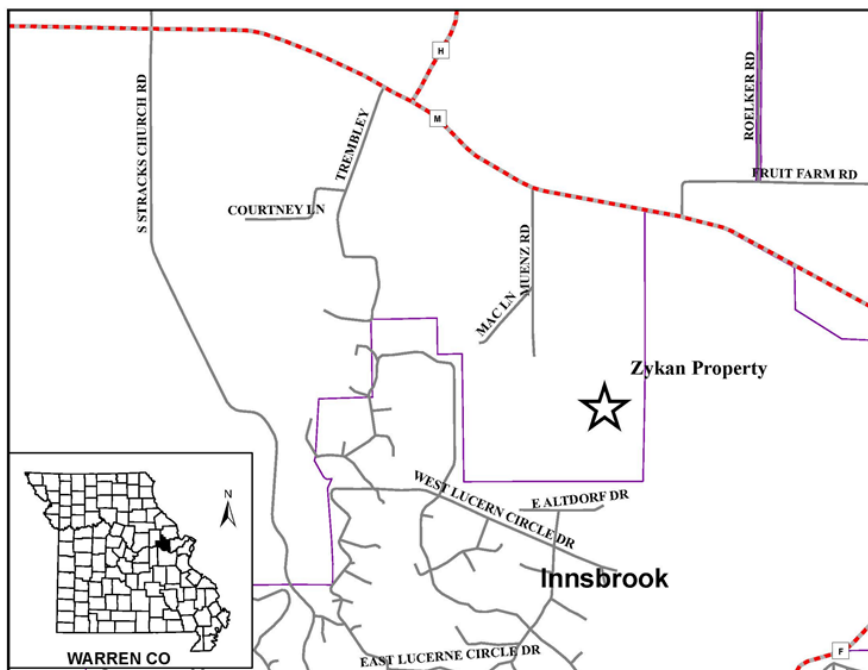 H
ROELKER RD
M
S STRACKS CHURCH RD
TREMBLEY
FRUIT FARM RD
COURTNEY LN
MUENZ RD
MAC LN
Zykan Property
WEST LUCERN CIRCLE DR
E ALTDORF DR
N
Innsbrook
EAST LUCERNE CIRCLE DR
F
WARREN CO